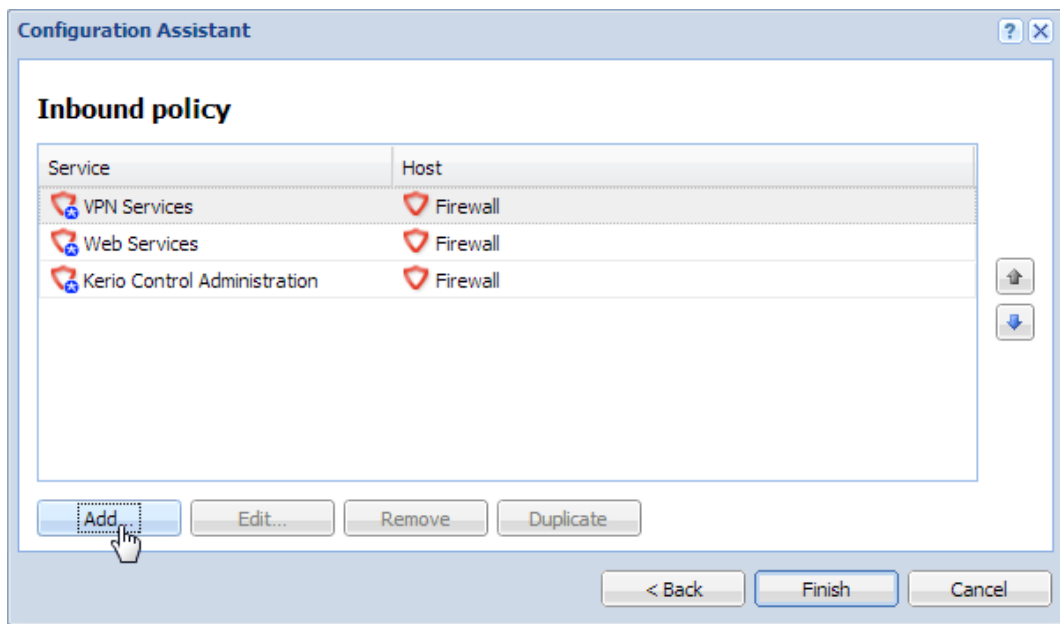 Configuration Assistant
?
Inbound policy
Service Host
VPN Services Firewall
Web Services Firewall
Kerio Control Administration Firewall
Add... Edit... Remove Duplicate
< Back Finish Cancel